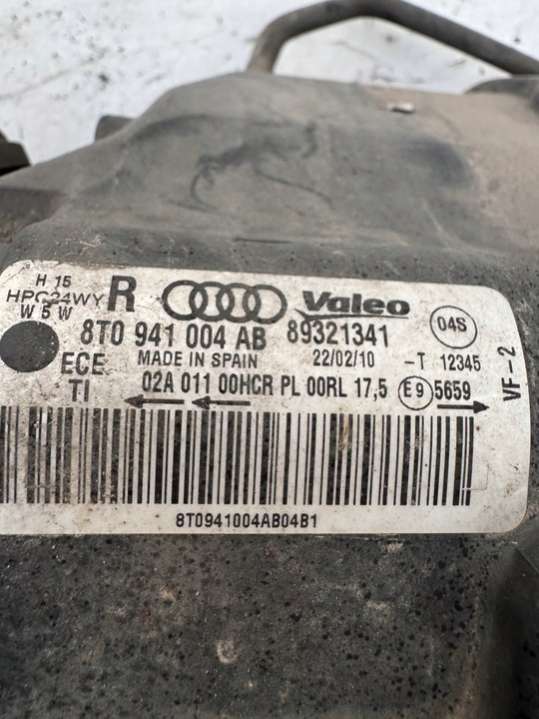 H 15
HPC24WY R Valeo 04S
W 5 W
8T0 941 004 AB 89321341
ECE MADE IN SPAIN 22/02/10 -T 12345
TI 02A 011 00HCR PL 00RL 17,5 E9 5659
VF-2
8T0941004AB04B1